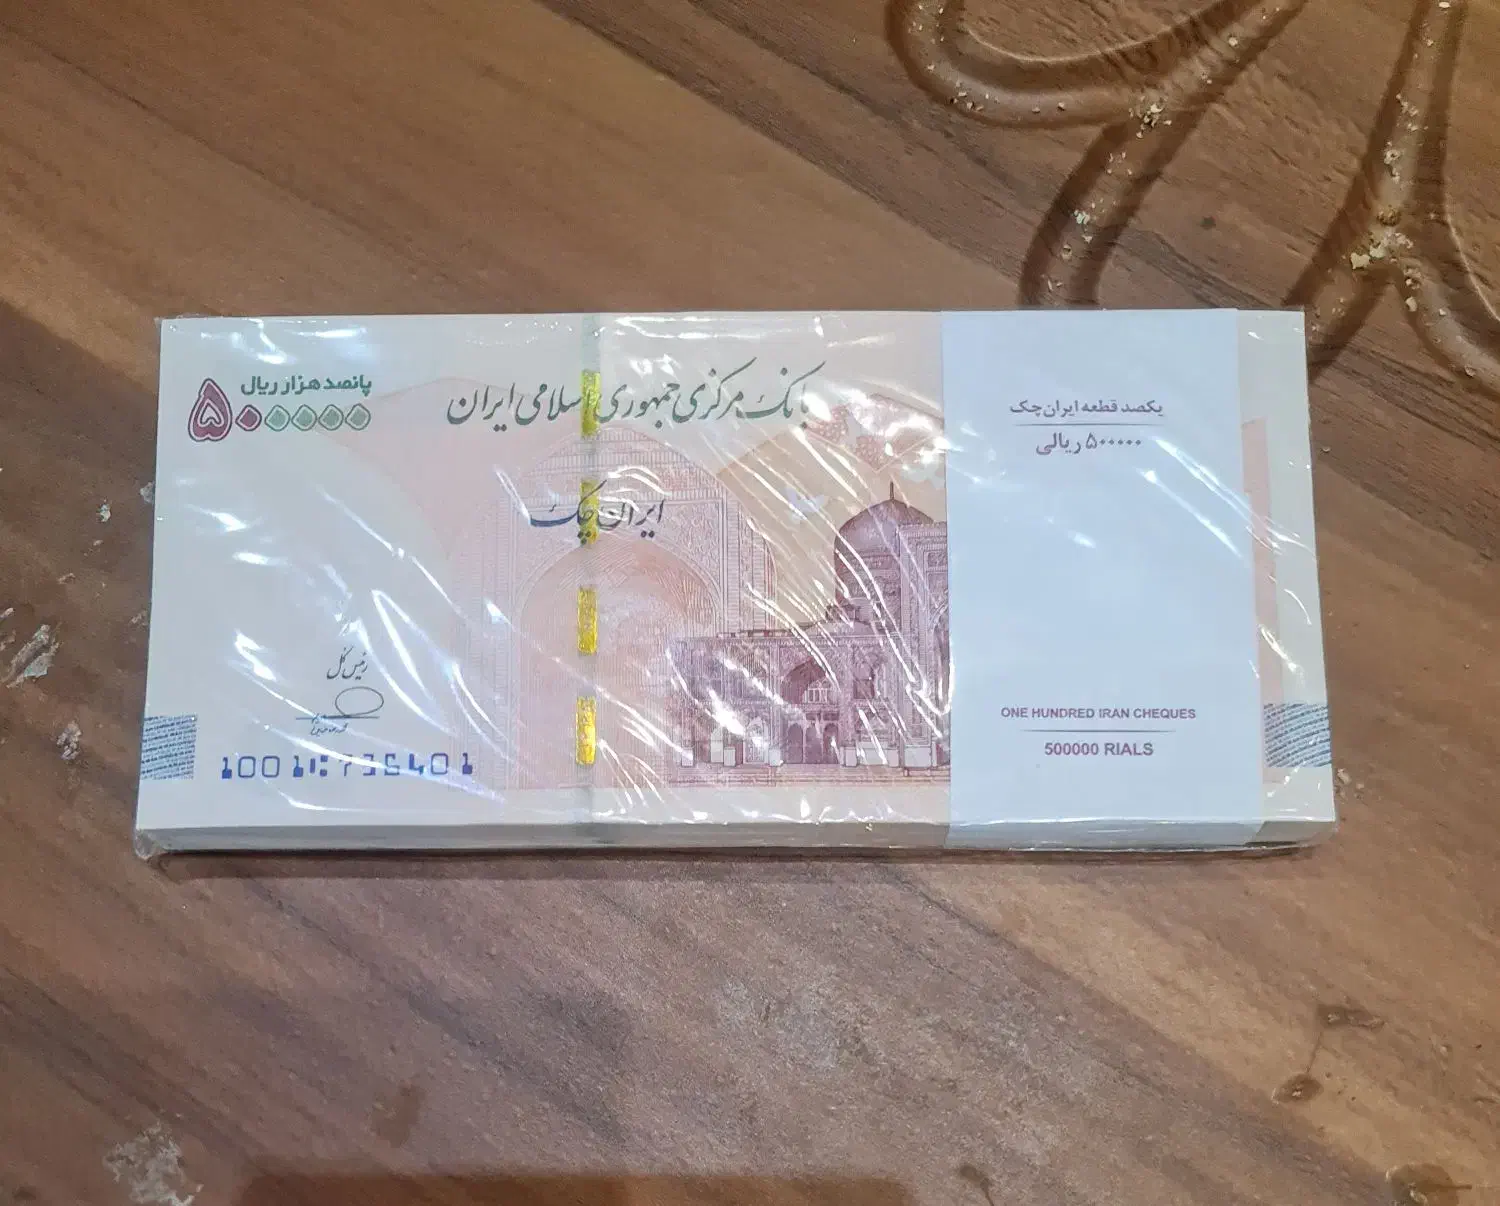 پانصد هزار ریال
۵۰۰۰۰۰
بانک مرکزی جمهوری اسلامی ایران
ایران چک
رئیس کل
یکصد قطعه ایران چک
۵۰۰۰۰۰ ریالی
ONE HUNDRED IRAN CHEQUES
500000 RIALS